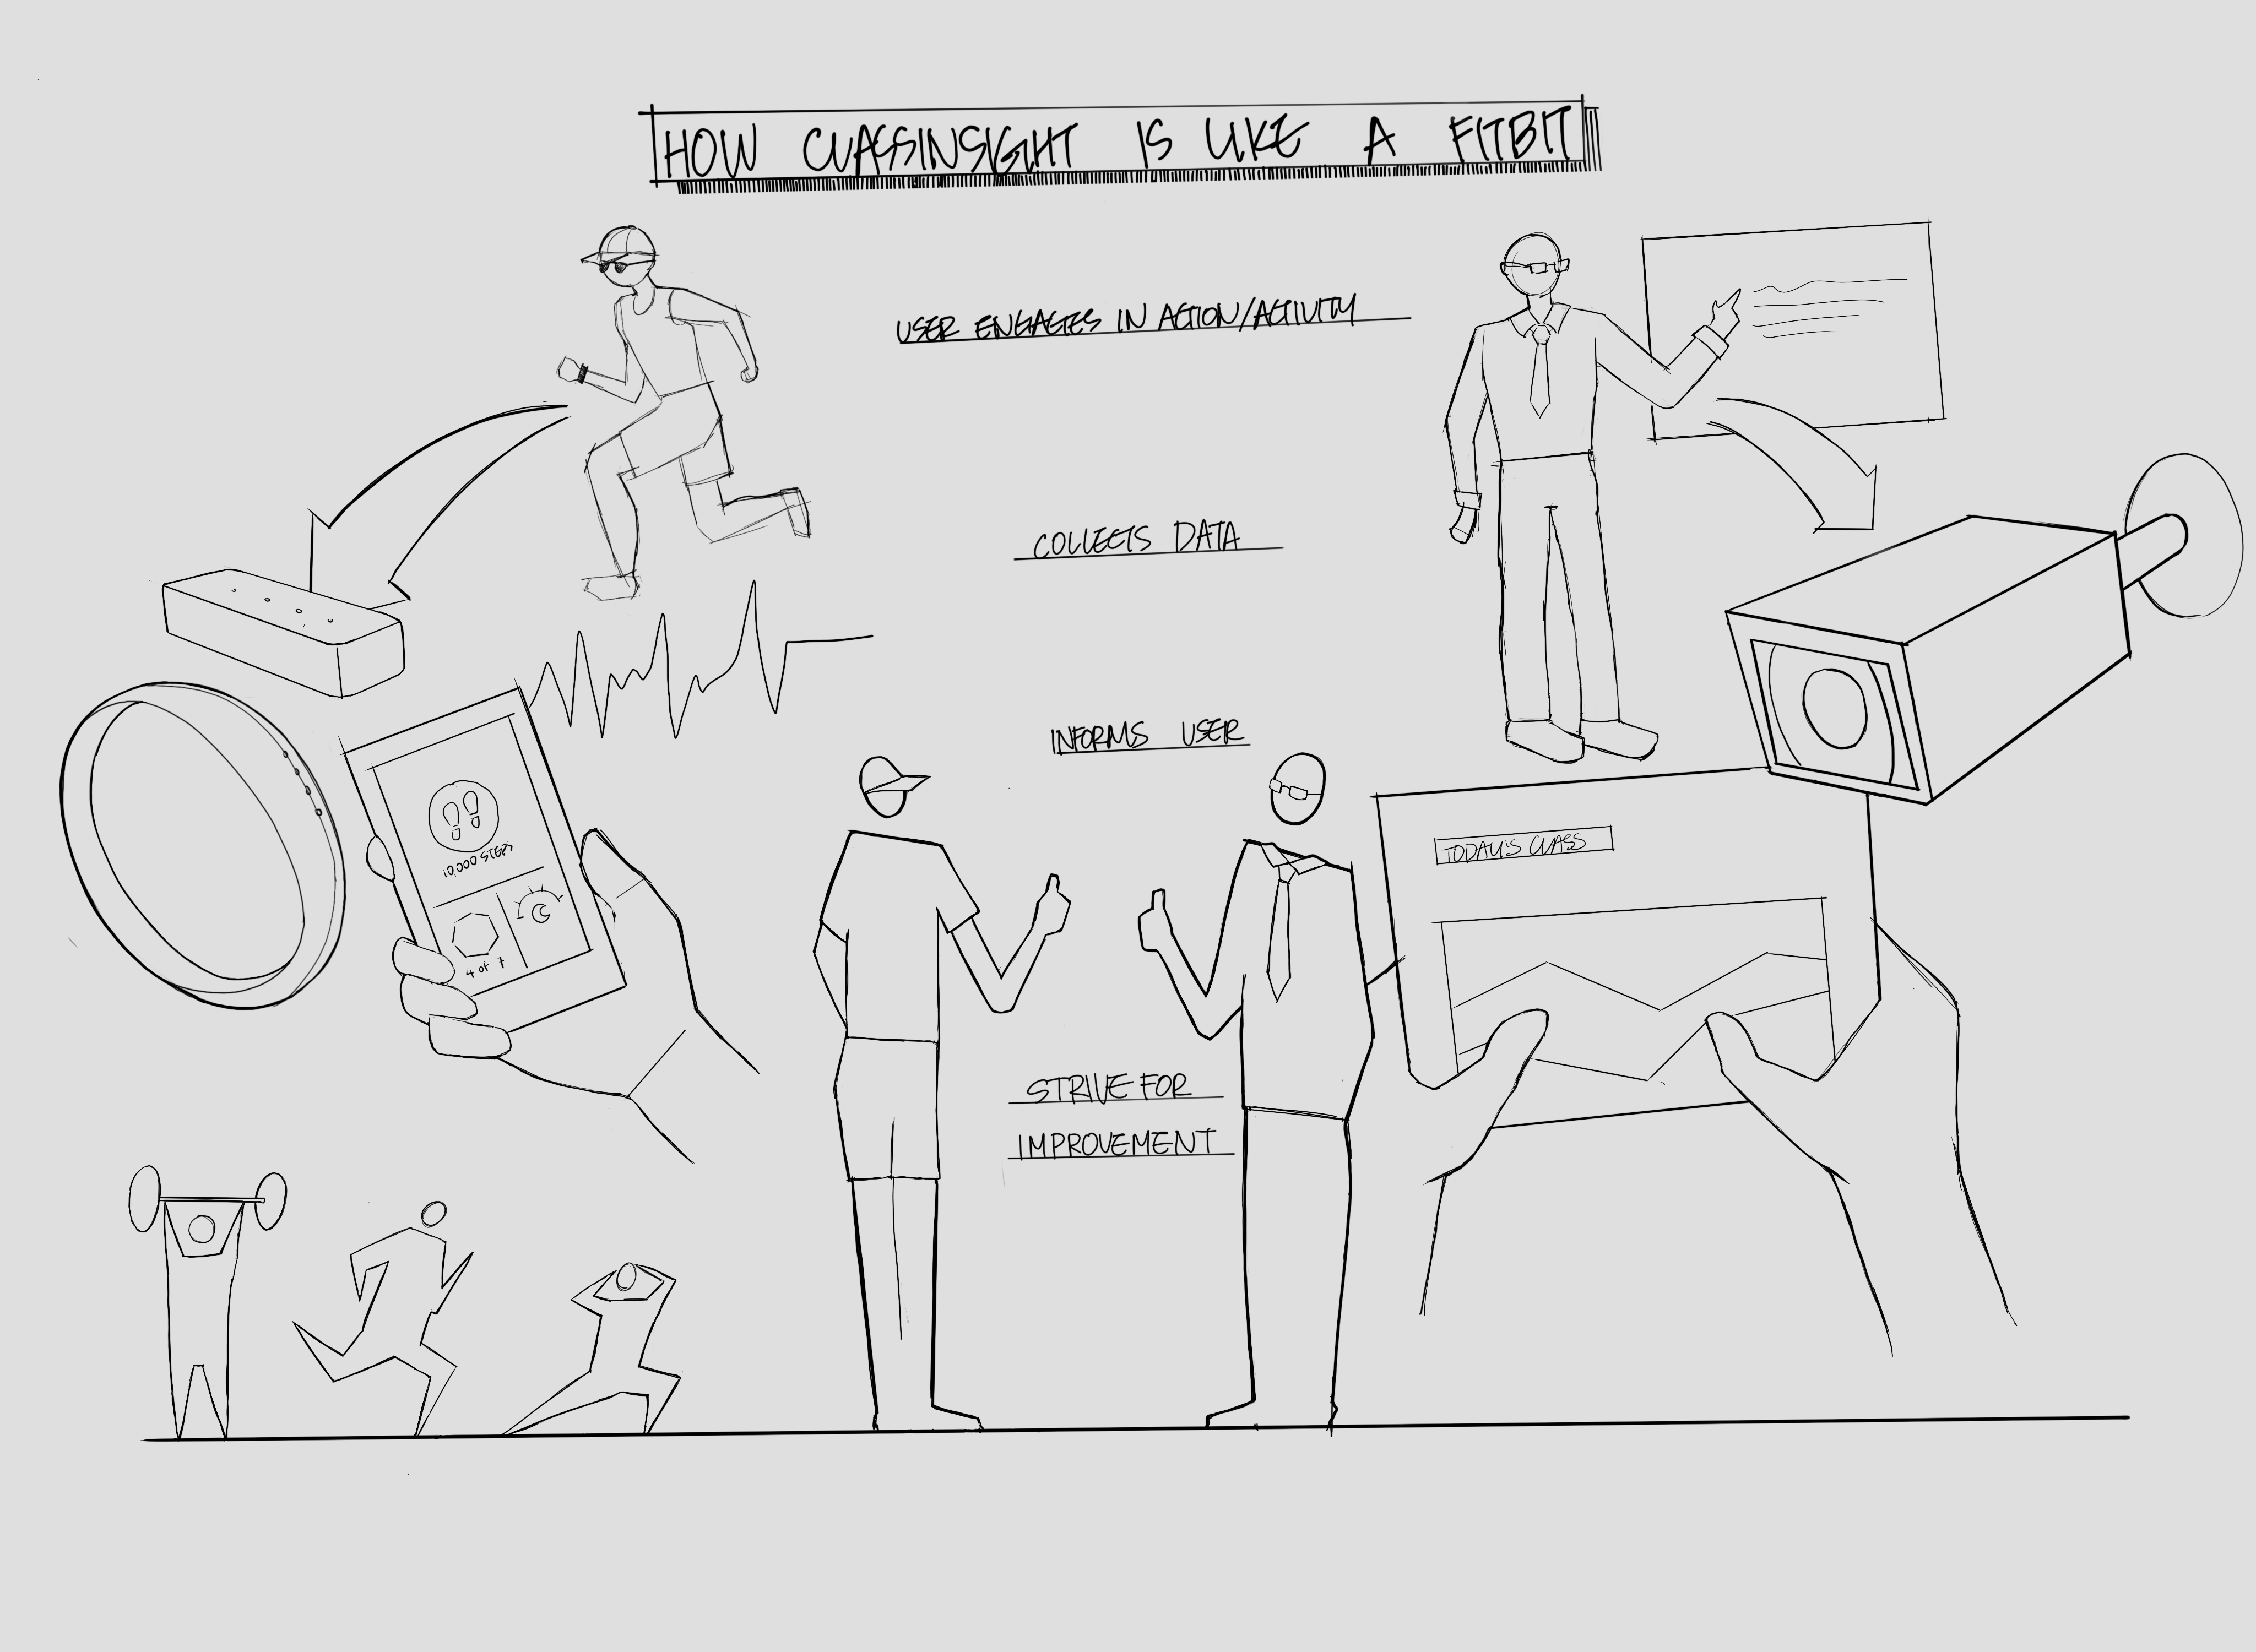 HOW CLASSINSIGHT IS LIKE A FITBIT
USER ENGAGES IN ACTION/ACTIVITY
COLLECTS DATA
INFORMS USER
10,000 STEPS
4 of 7
TODAY'S CLASS
STRIVE FOR
IMPROVEMENT